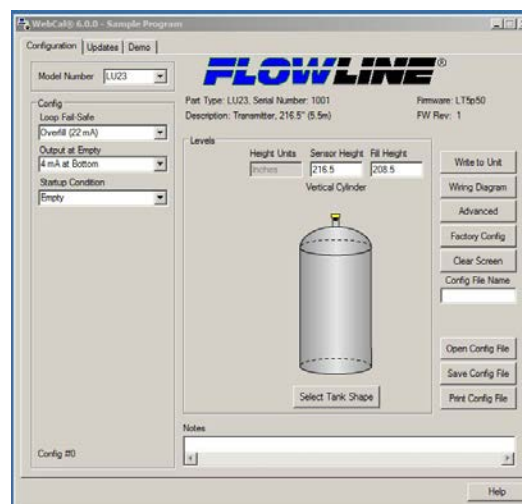 WebCal® 6.0.0 - Sample Program
Configuration Updates Demo
Model Number LU23
FLOWLINE®
Part Type: LU23, Serial Number: 1001 Firmware: LT5p50
Description: Transmitter, 216.5" (5.5m) FW Rev: 1
Config
Loop Fail-Safe
Overfill (22 mA)
Output at Empty
4 mA at Bottom
Startup Condition
Empty
Config #0
Levels
Height Units Sensor Height Fill Height
Inches 216.5 208.5
Vertical Cylinder
Select Tank Shape
Write to Unit
Wiring Diagram
Advanced
Factory Config
Clear Screen
Config File Name
Open Config File
Save Config File
Print Config File
Notes
Help